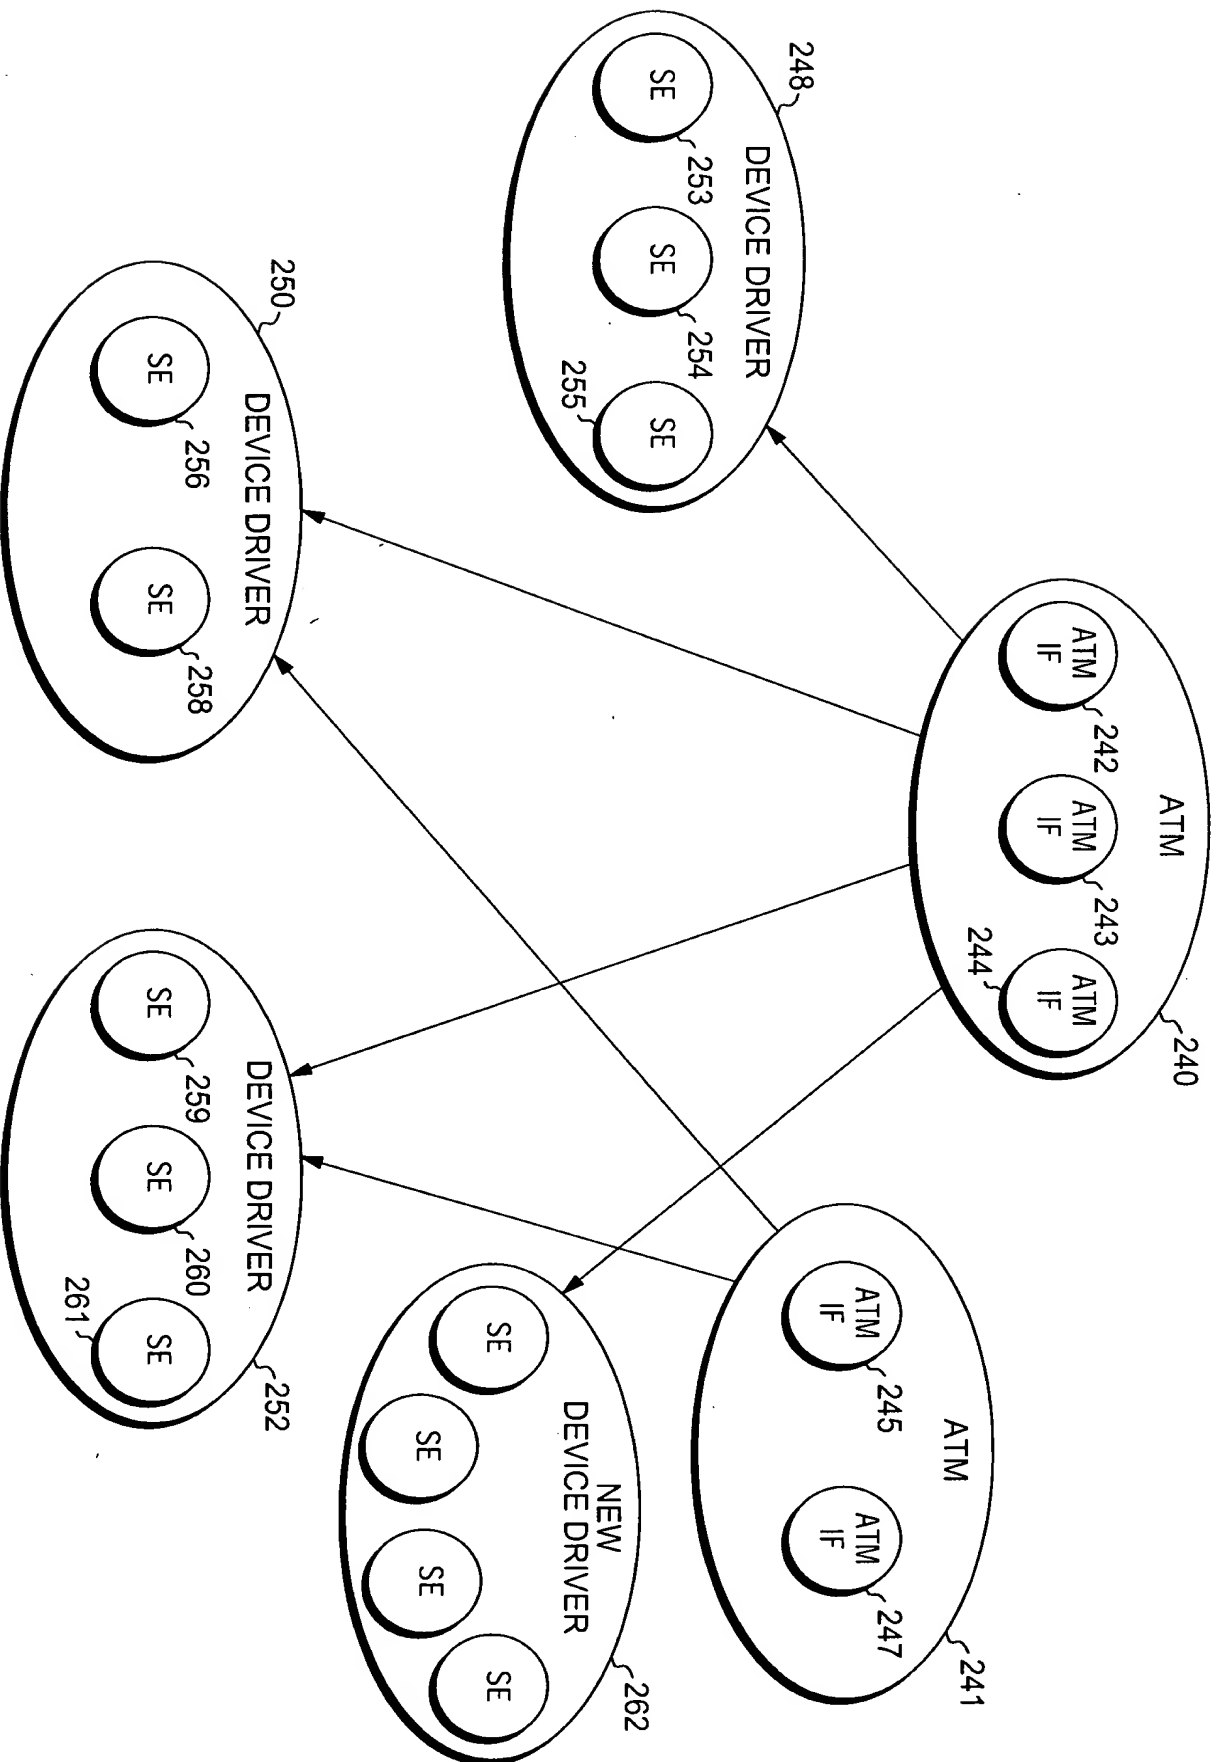 ATM
240
ATM
IF
242
ATM
IF
243
ATM
IF
244
ATM
241
ATM
IF
245
ATM
IF
247
248
DEVICE DRIVER
SE
253
SE
254
SE
255
NEW
DEVICE DRIVER
262
SE
SE
SE
SE
250
DEVICE DRIVER
SE
256
SE
258
DEVICE DRIVER
252
SE
259
SE
260
SE
261